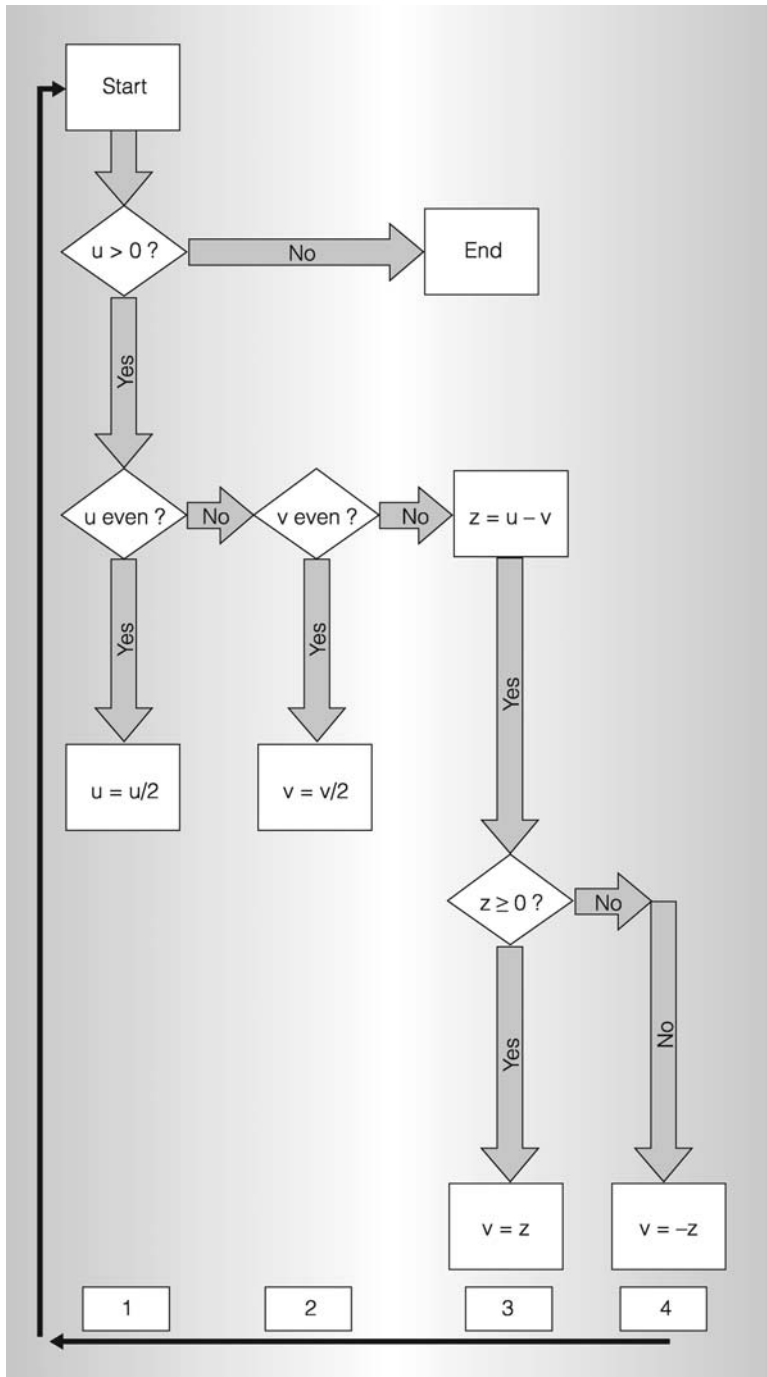 Start
u > 0 ?
No
End
Yes
u even ?
No
v even ?
No
z = u – v
Yes
Yes
Yes
u = u/2
v = v/2
z ≥ 0 ?
No
Yes
No
v = z
v = –z
1
2
3
4